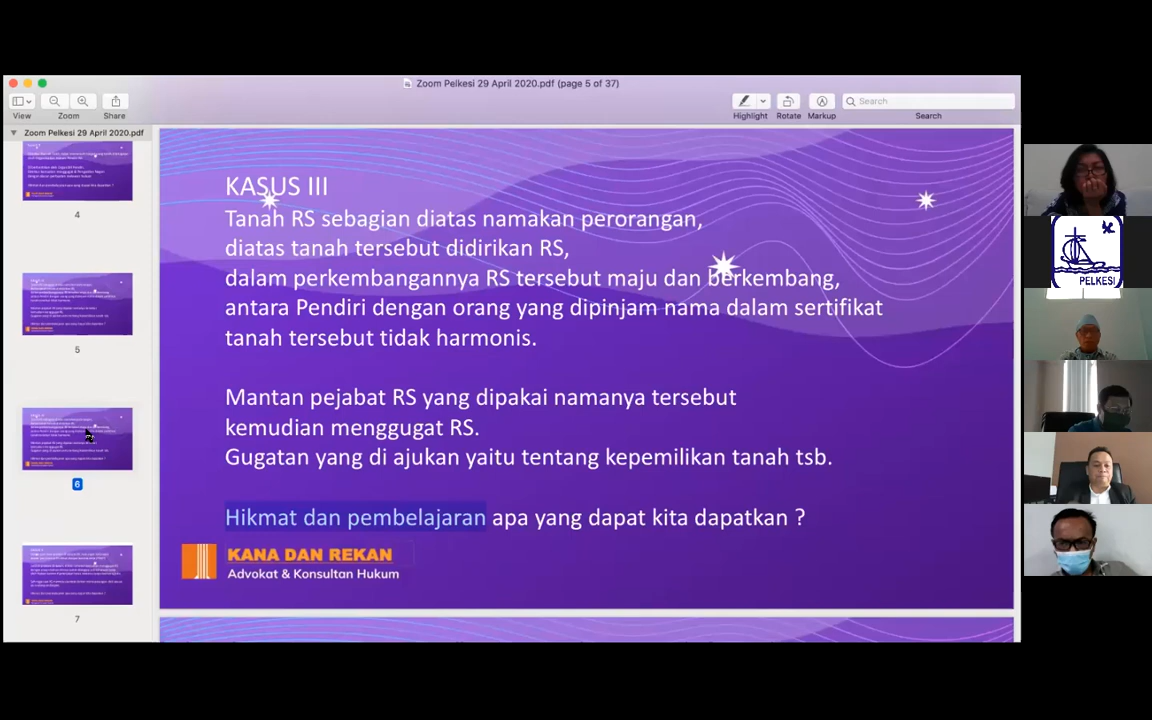 Zoom Pelkesi 29 April 2020.pdf (page 5 of 37)
View
Zoom
Share
Highlight
Rotate
Markup
Search
Search
Zoom Pelkesi 29 April 2020.pdf
4
5
6
7
KASUS III
Tanah RS sebagian diatas namakan perorangan,
diatas tanah tersebut didirikan RS,
dalam perkembangannya RS tersebut maju dan berkembang,
antara Pendiri dengan orang yang dipinjam nama dalam sertifikat
tanah tersebut tidak harmonis.
Mantan pejabat RS yang dipakai namanya tersebut
kemudian menggugat RS.
Gugatan yang di ajukan yaitu tentang kepemilikan tanah tsb.
Hikmat dan pembelajaran apa yang dapat kita dapatkan ?
KANA DAN REKAN
Advokat & Konsultan Hukum
PELKESI